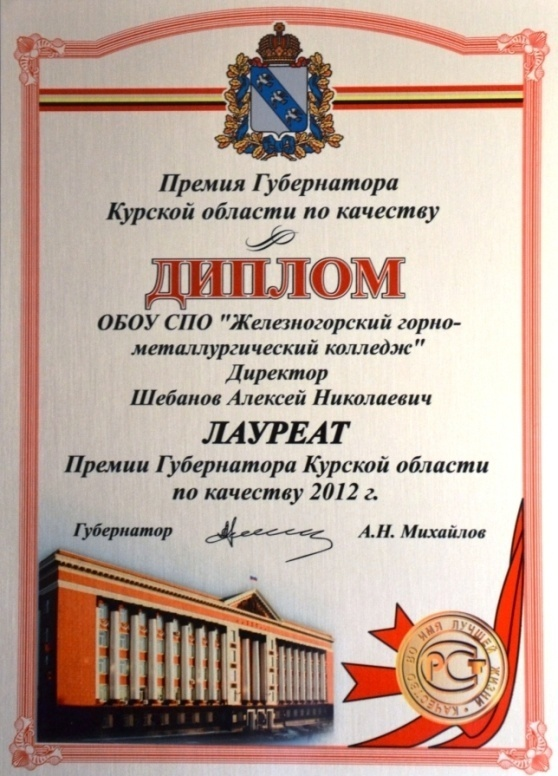 Премия Губернатора
Курской области по качеству
ДИПЛОМ
ОБОУ СПО "Железногорский горно-
металлургический колледж"
Директор
Шебанов Алексей Николаевич
ЛАУРЕАТ
Премии Губернатора Курской области
по качеству 2012 г.
Губернатор А.Н. Михайлов
КАЧЕСТВО ВО ИМЯ ЛУЧШЕЙ ЖИЗНИ
РСТ